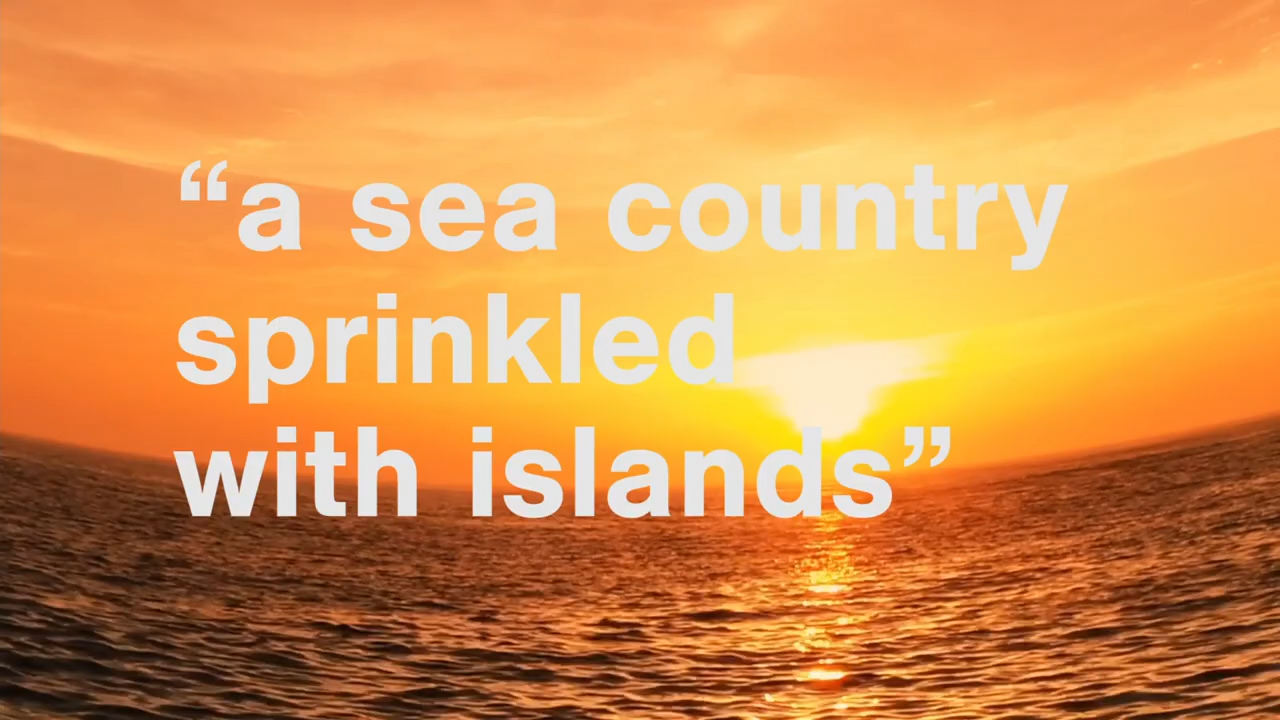 “a sea country
sprinkled
with islands”